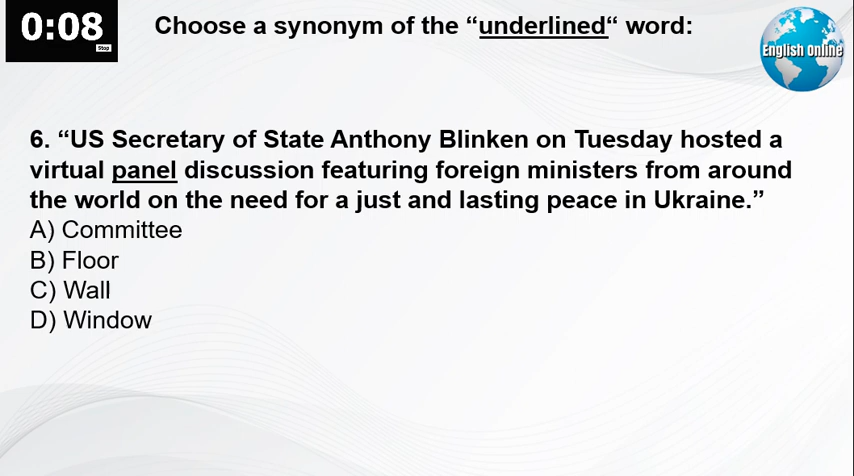 0:08
Stop
Choose a synonym of the “underlined“ word:
English Online
6. “US Secretary of State Anthony Blinken on Tuesday hosted a
virtual panel discussion featuring foreign ministers from around
the world on the need for a just and lasting peace in Ukraine.”
A) Committee
B) Floor
C) Wall
D) Window